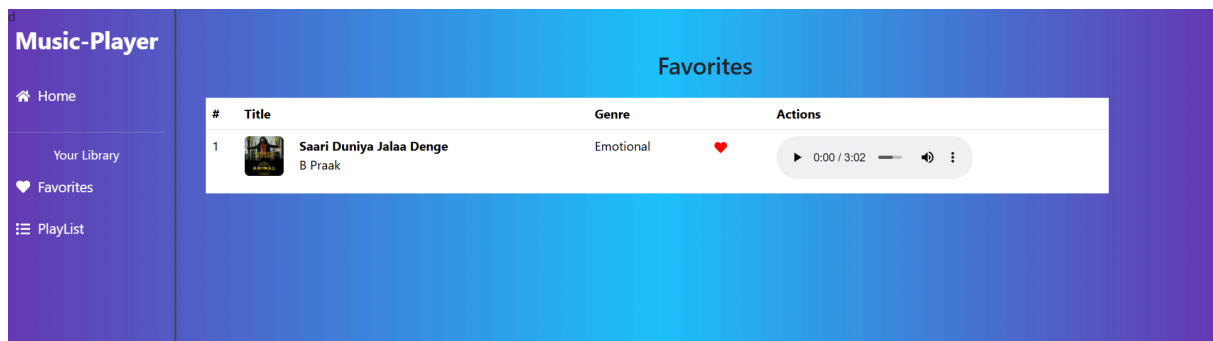 d
Music-Player
Home
Your Library
Favorites
PlayList
Favorites
# Title Genre Actions
1 Saari Duniya Jalaa Denge Emotional 0:00 / 3:02
B Praak
ANIMAL